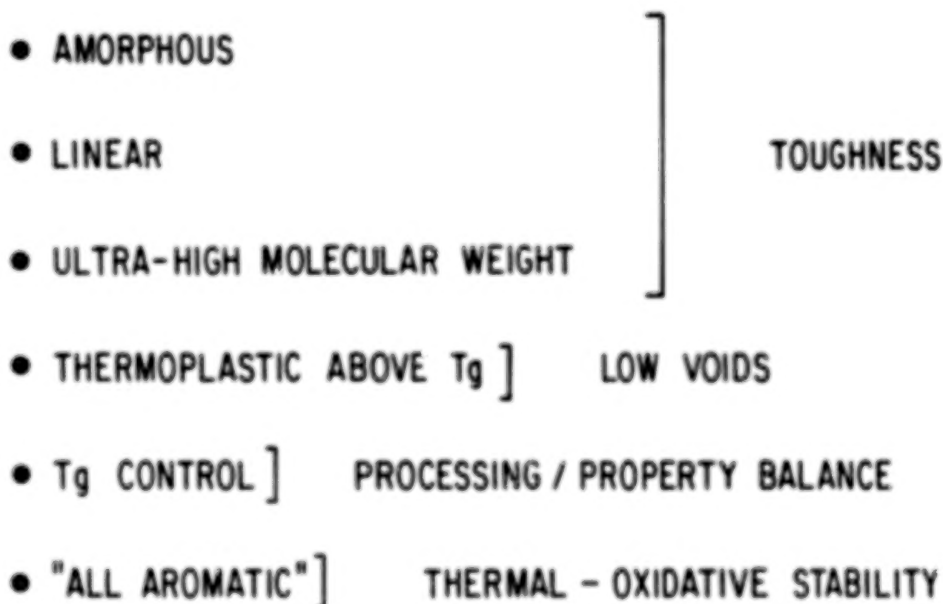 • AMORPHOUS
• LINEAR TOUGHNESS
• ULTRA-HIGH MOLECULAR WEIGHT
• THERMOPLASTIC ABOVE Tg ] LOW VOIDS
• Tg CONTROL ] PROCESSING / PROPERTY BALANCE
• "ALL AROMATIC" ] THERMAL - OXIDATIVE STABILITY